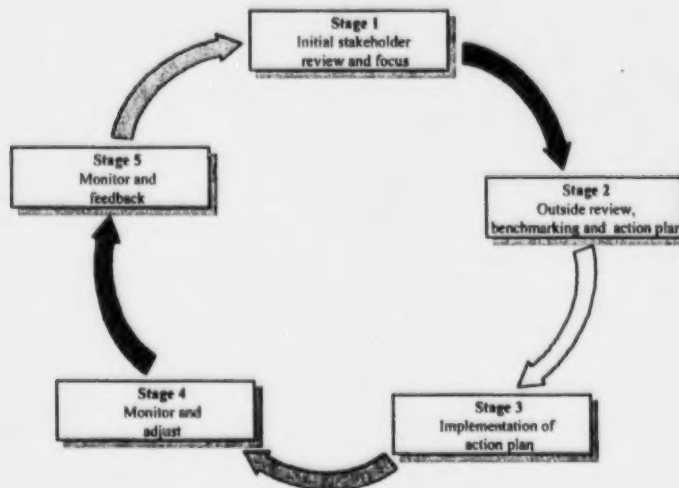 Stage 1
Initial stakeholder
review and focus
Stage 2
Outside review,
benchmarking and action plan
Stage 3
Implementation of
action plan
Stage 4
Monitor and
adjust
Stage 5
Monitor and
feedback